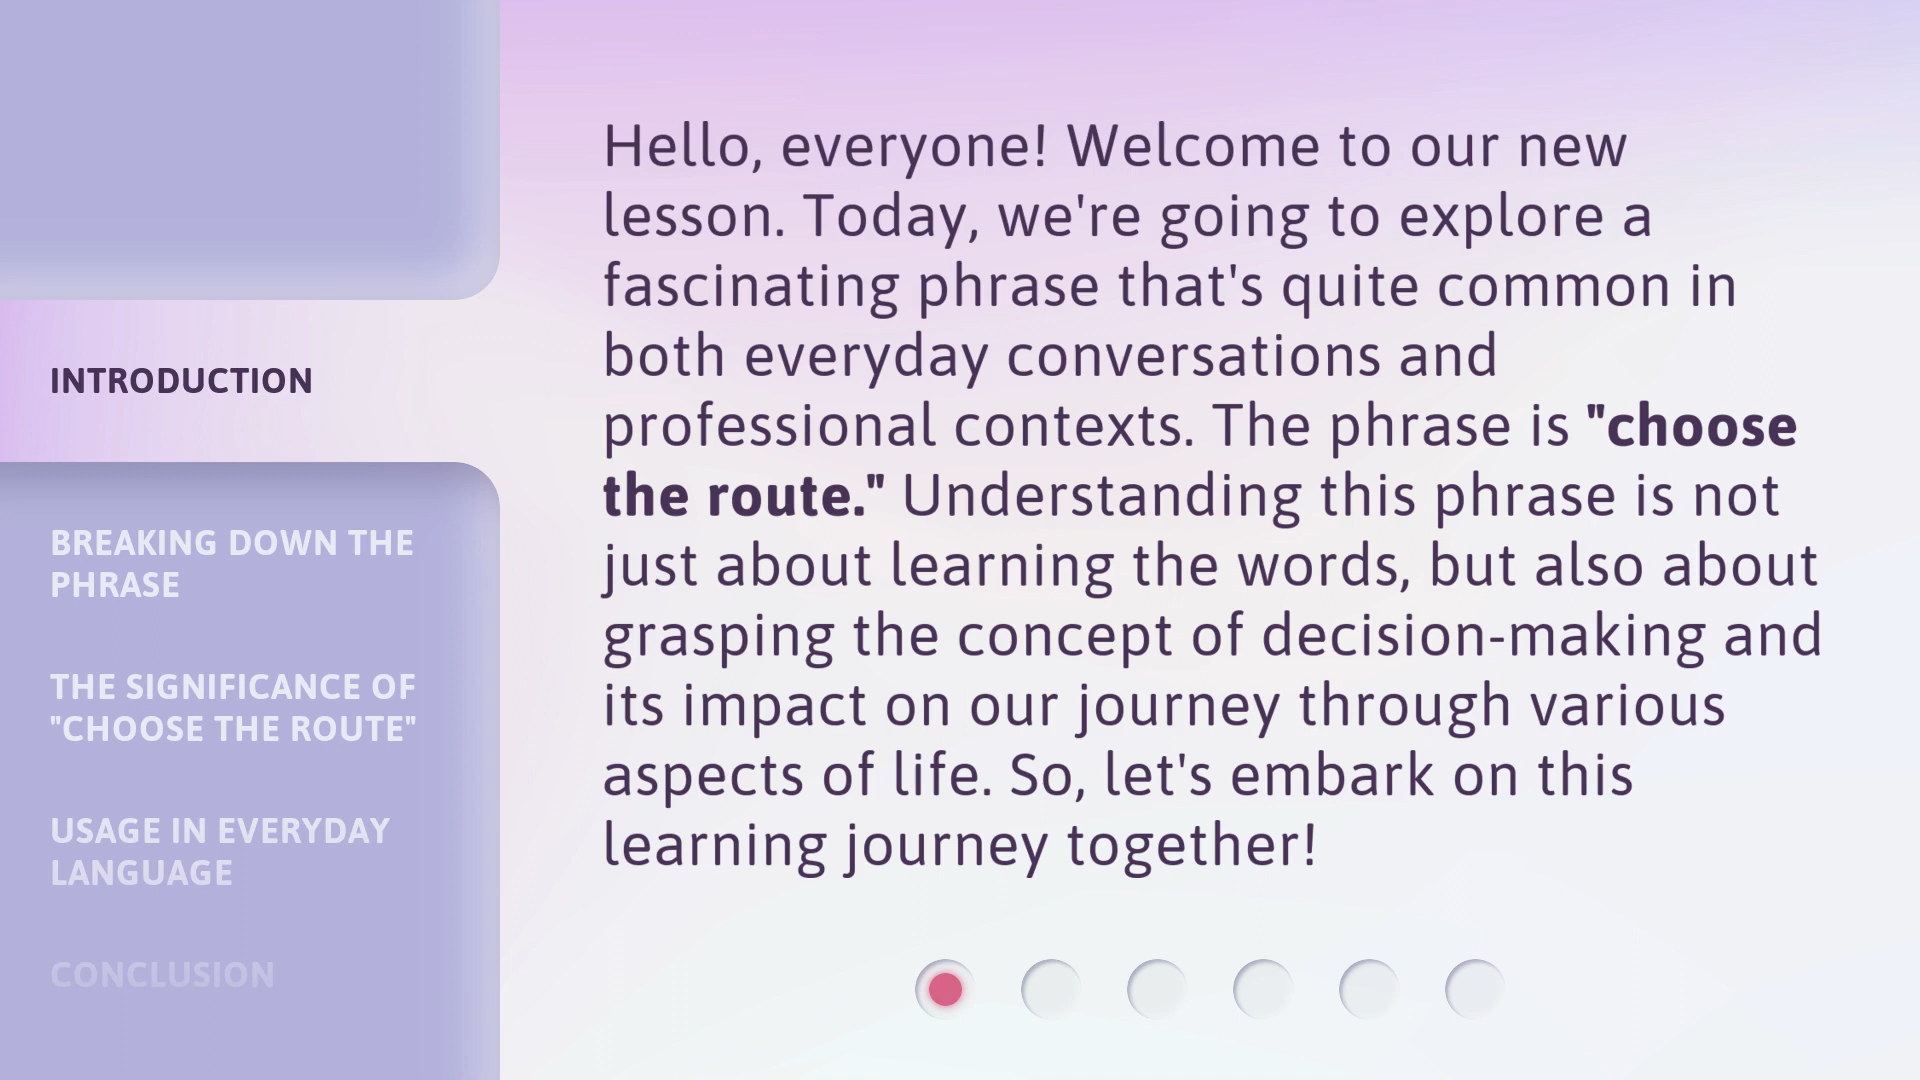 INTRODUCTION
BREAKING DOWN THE
PHRASE
THE SIGNIFICANCE OF
"CHOOSE THE ROUTE"
USAGE IN EVERYDAY
LANGUAGE
CONCLUSION
Hello, everyone! Welcome to our new
lesson. Today, we're going to explore a
fascinating phrase that's quite common in
both everyday conversations and
professional contexts. The phrase is "choose
the route." Understanding this phrase is not
just about learning the words, but also about
grasping the concept of decision-making and
its impact on our journey through various
aspects of life. So, let's embark on this
learning journey together!